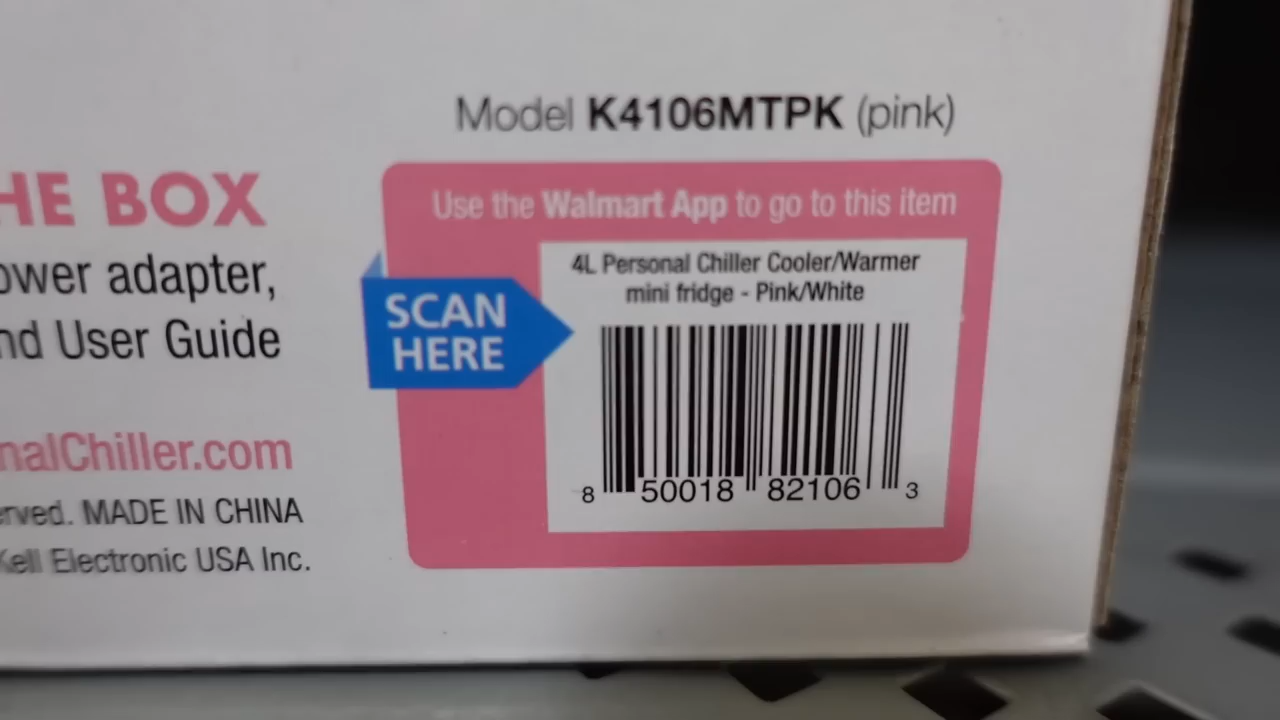 Model K4106MTPK (pink)
HE BOX
ower adapter,
nd User Guide
nalChiller.com
rved. MADE IN CHINA
Kell Electronic USA Inc.
Use the Walmart App to go to this item
SCAN
HERE
4L Personal Chiller Cooler/Warmer
mini fridge - Pink/White
8 50018 82106 3